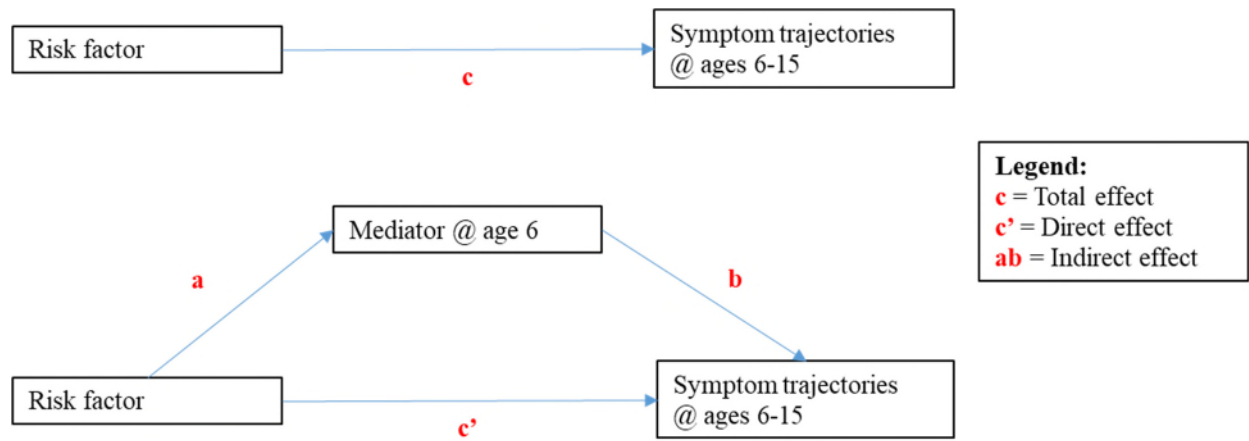 Risk factor
Symptom trajectories
@ ages 6-15
c
Legend:
c = Total effect
c’ = Direct effect
ab = Indirect effect
Mediator @ age 6
a
b
Risk factor
Symptom trajectories
@ ages 6-15
c’